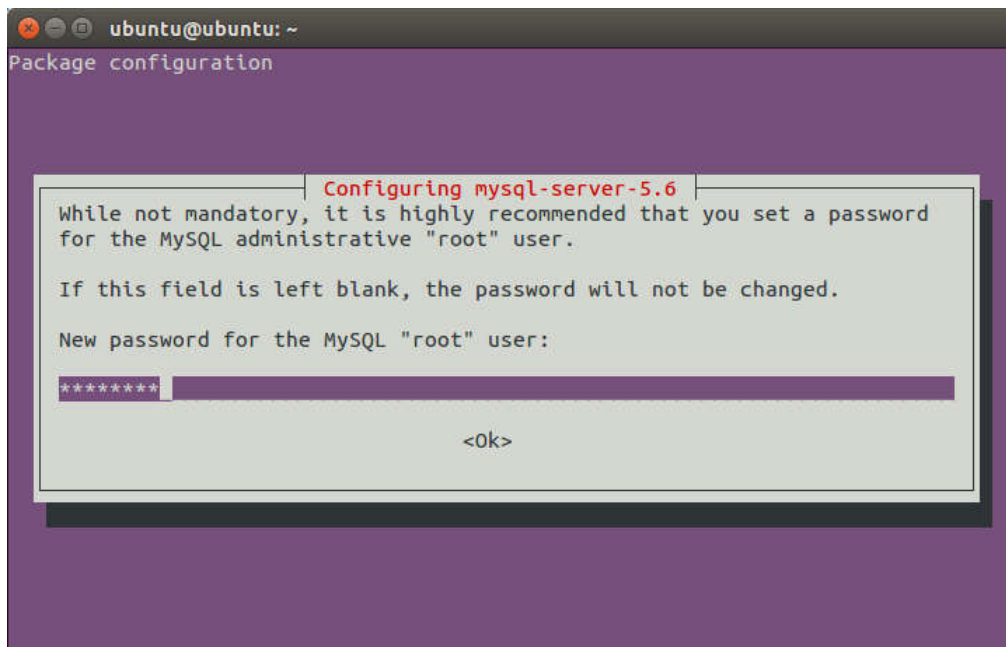 ubuntu@ubuntu: ~
Package configuration
Configuring mysql-server-5.6
While not mandatory, it is highly recommended that you set a password
for the MySQL administrative "root" user.
If this field is left blank, the password will not be changed.
New password for the MySQL "root" user:
********_
<Ok>